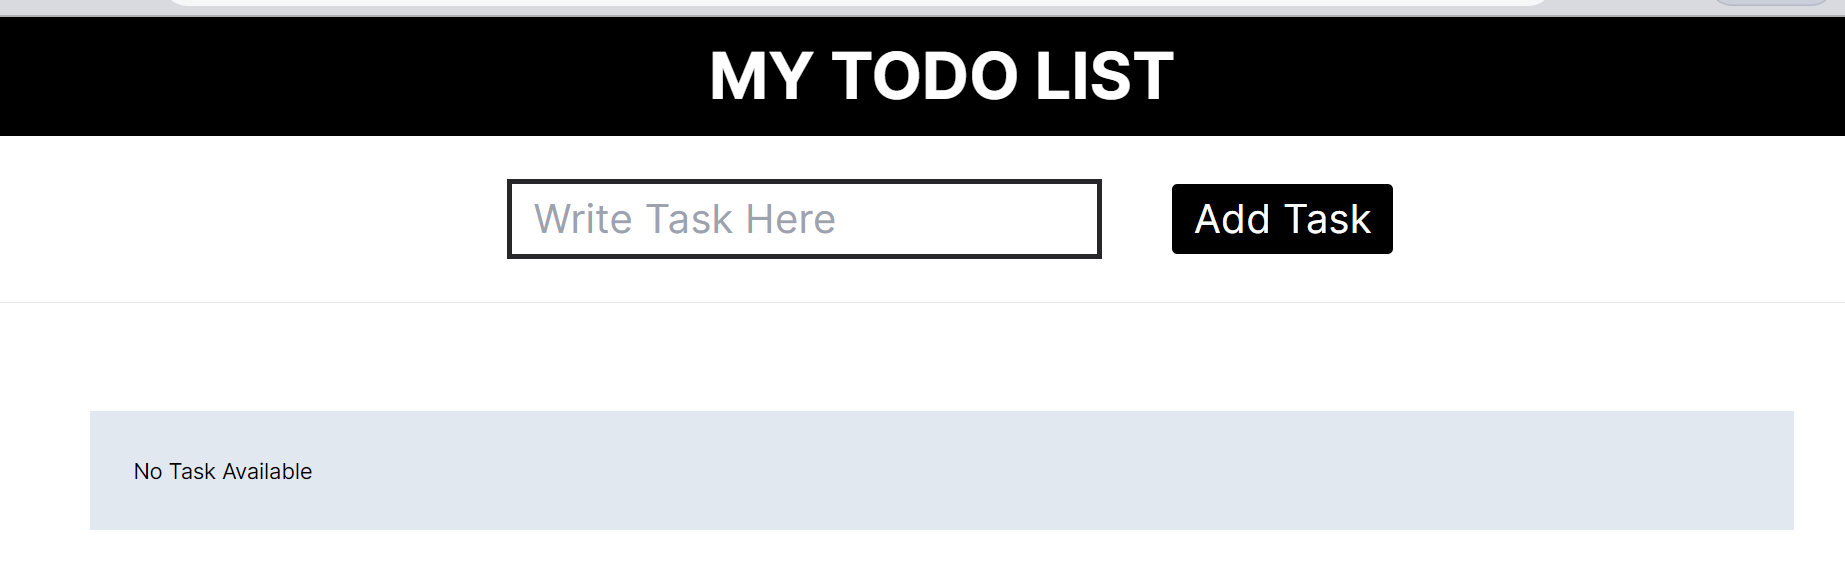 MY TODO LIST
Write Task Here
Add Task
No Task Available